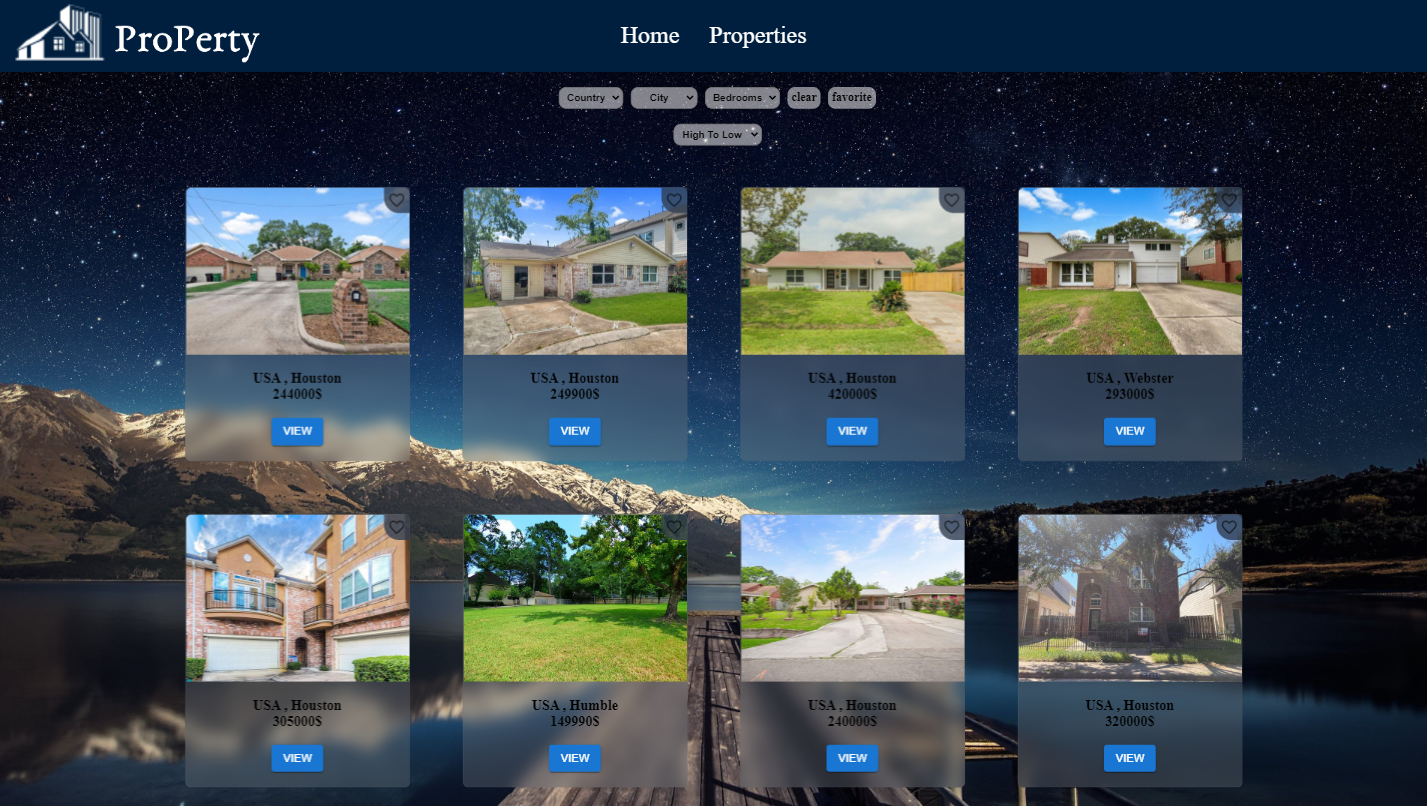 ProPerty
Home Properties
Country City Bedrooms clear favorite
High To Low
USA , Houston
244000$
VIEW
USA , Houston
249900$
VIEW
USA , Houston
420000$
VIEW
USA , Webster
293000$
VIEW
USA , Houston
305000$
VIEW
USA , Humble
149990$
VIEW
USA , Houston
240000$
VIEW
USA , Houston
320000$
VIEW